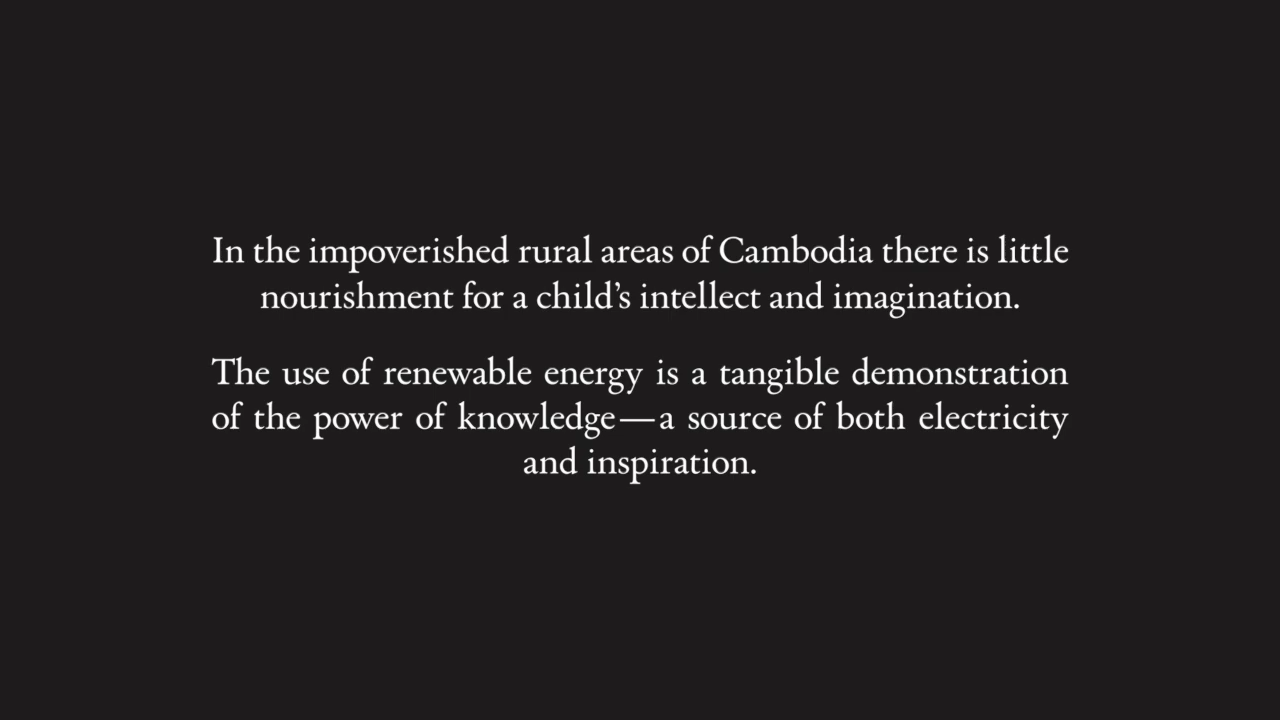 In the impoverished rural areas of Cambodia there is little
nourishment for a child’s intellect and imagination.
The use of renewable energy is a tangible demonstration
of the power of knowledge—a source of both electricity
and inspiration.